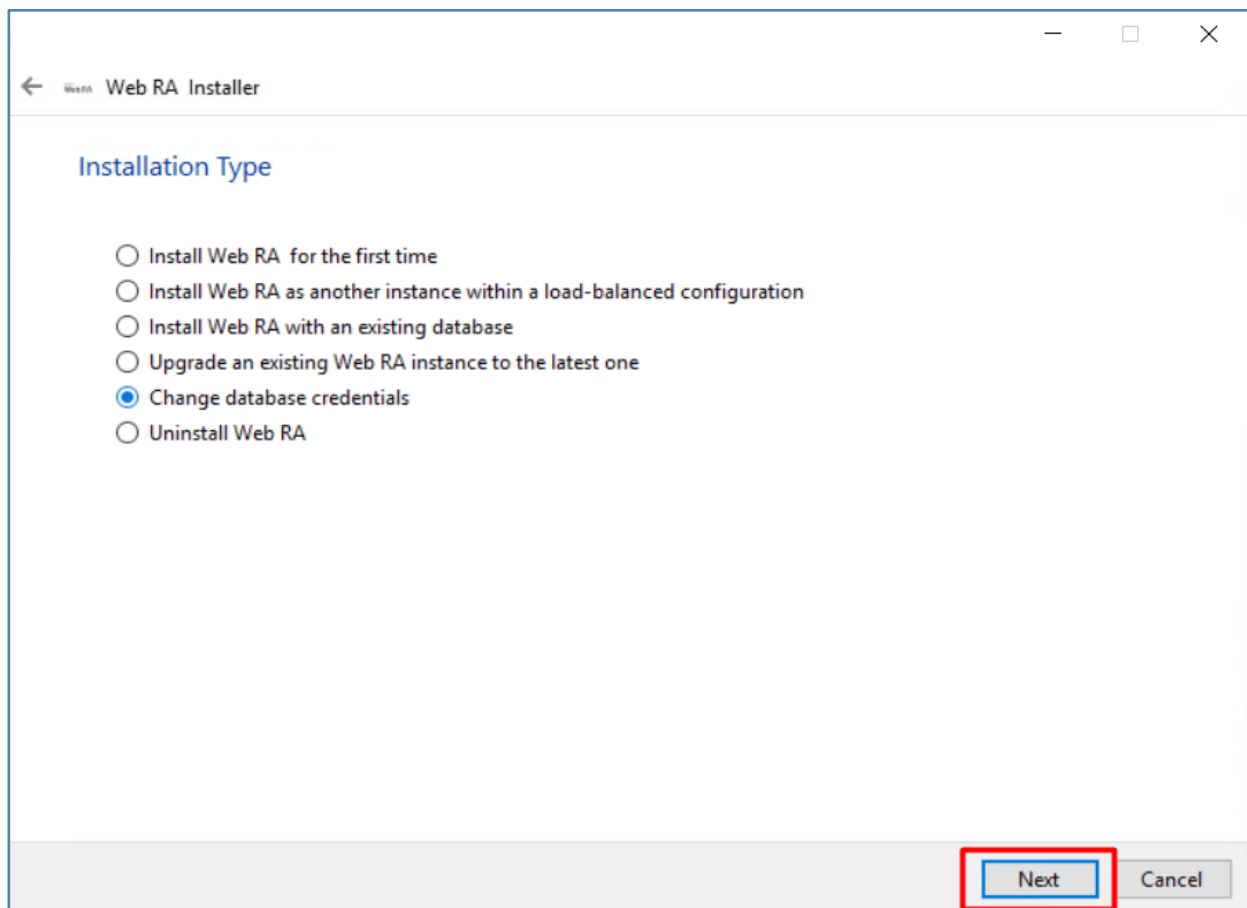 Web RA Installer
Installation Type
Install Web RA for the first time
Install Web RA as another instance within a load-balanced configuration
Install Web RA with an existing database
Upgrade an existing Web RA instance to the latest one
Change database credentials
Uninstall Web RA
Next
Cancel